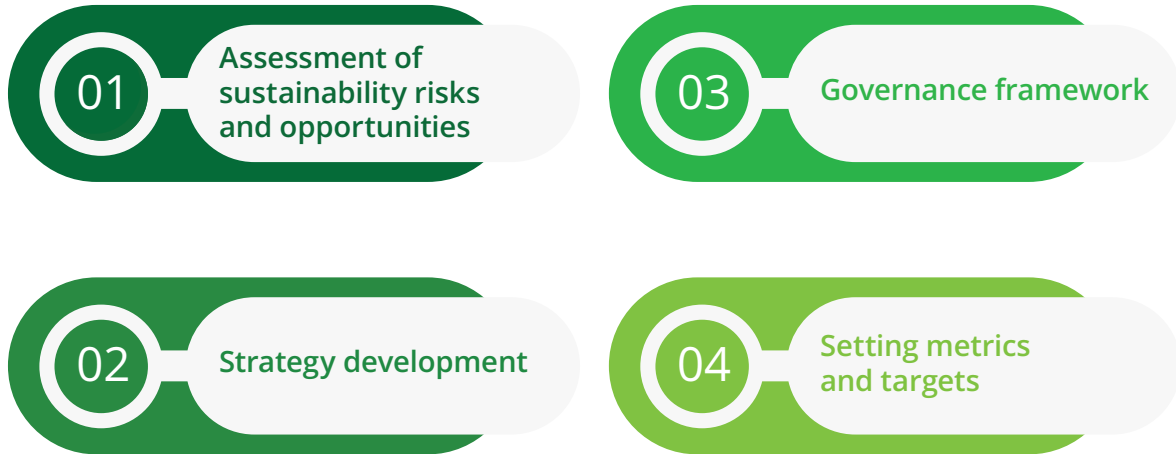 01
Assessment of
sustainability risks
and opportunities
02
Strategy development
03
Governance framework
04
Setting metrics
and targets